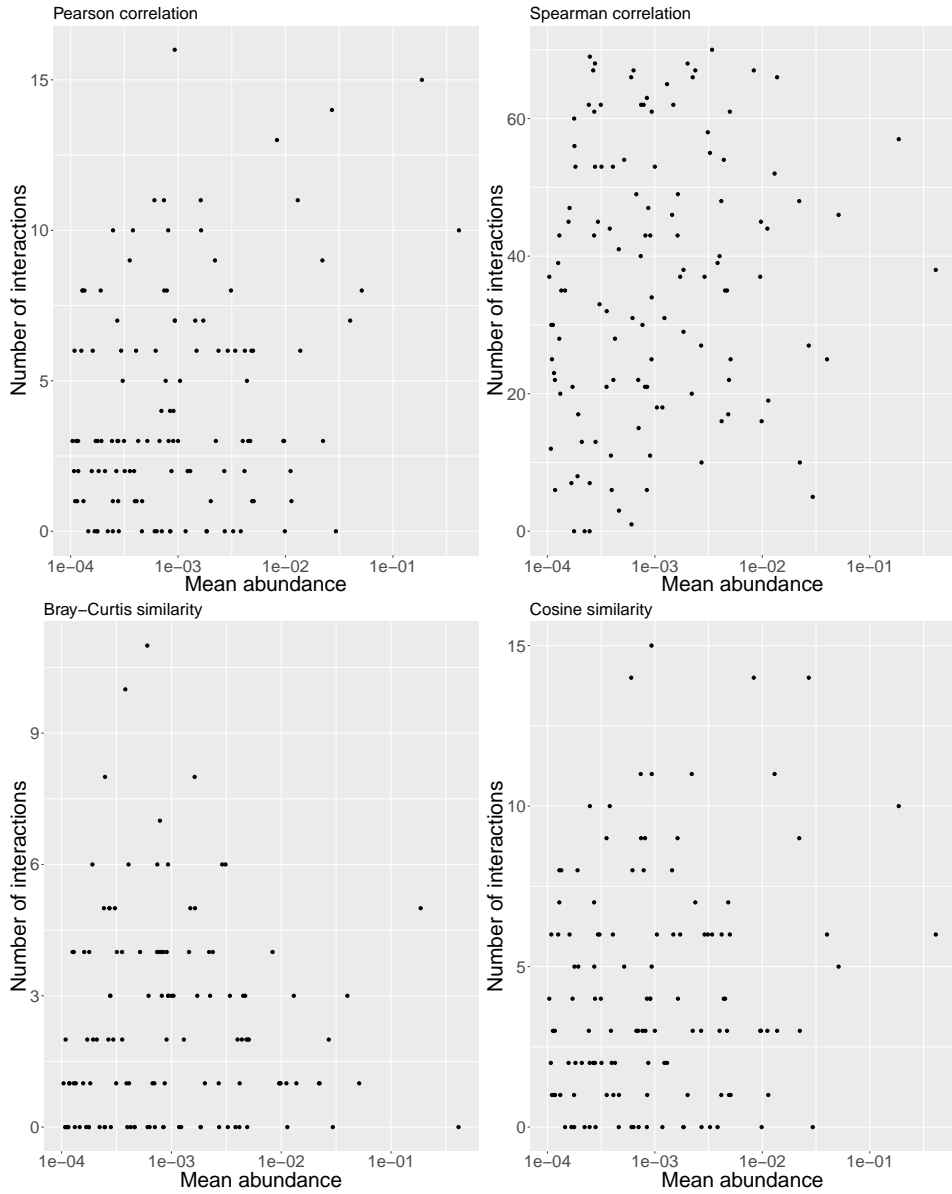 Pearson correlation
15
10
5
0
Number of interactions
1e−04 1e−03 1e−02 1e−01
Mean abundance
Spearman correlation
60
40
20
0
Number of interactions
1e−04 1e−03 1e−02 1e−01
Mean abundance
Bray−Curtis similarity
9
6
3
0
Number of interactions
1e−04 1e−03 1e−02 1e−01
Mean abundance
Cosine similarity
15
10
5
0
Number of interactions
1e−04 1e−03 1e−02 1e−01
Mean abundance